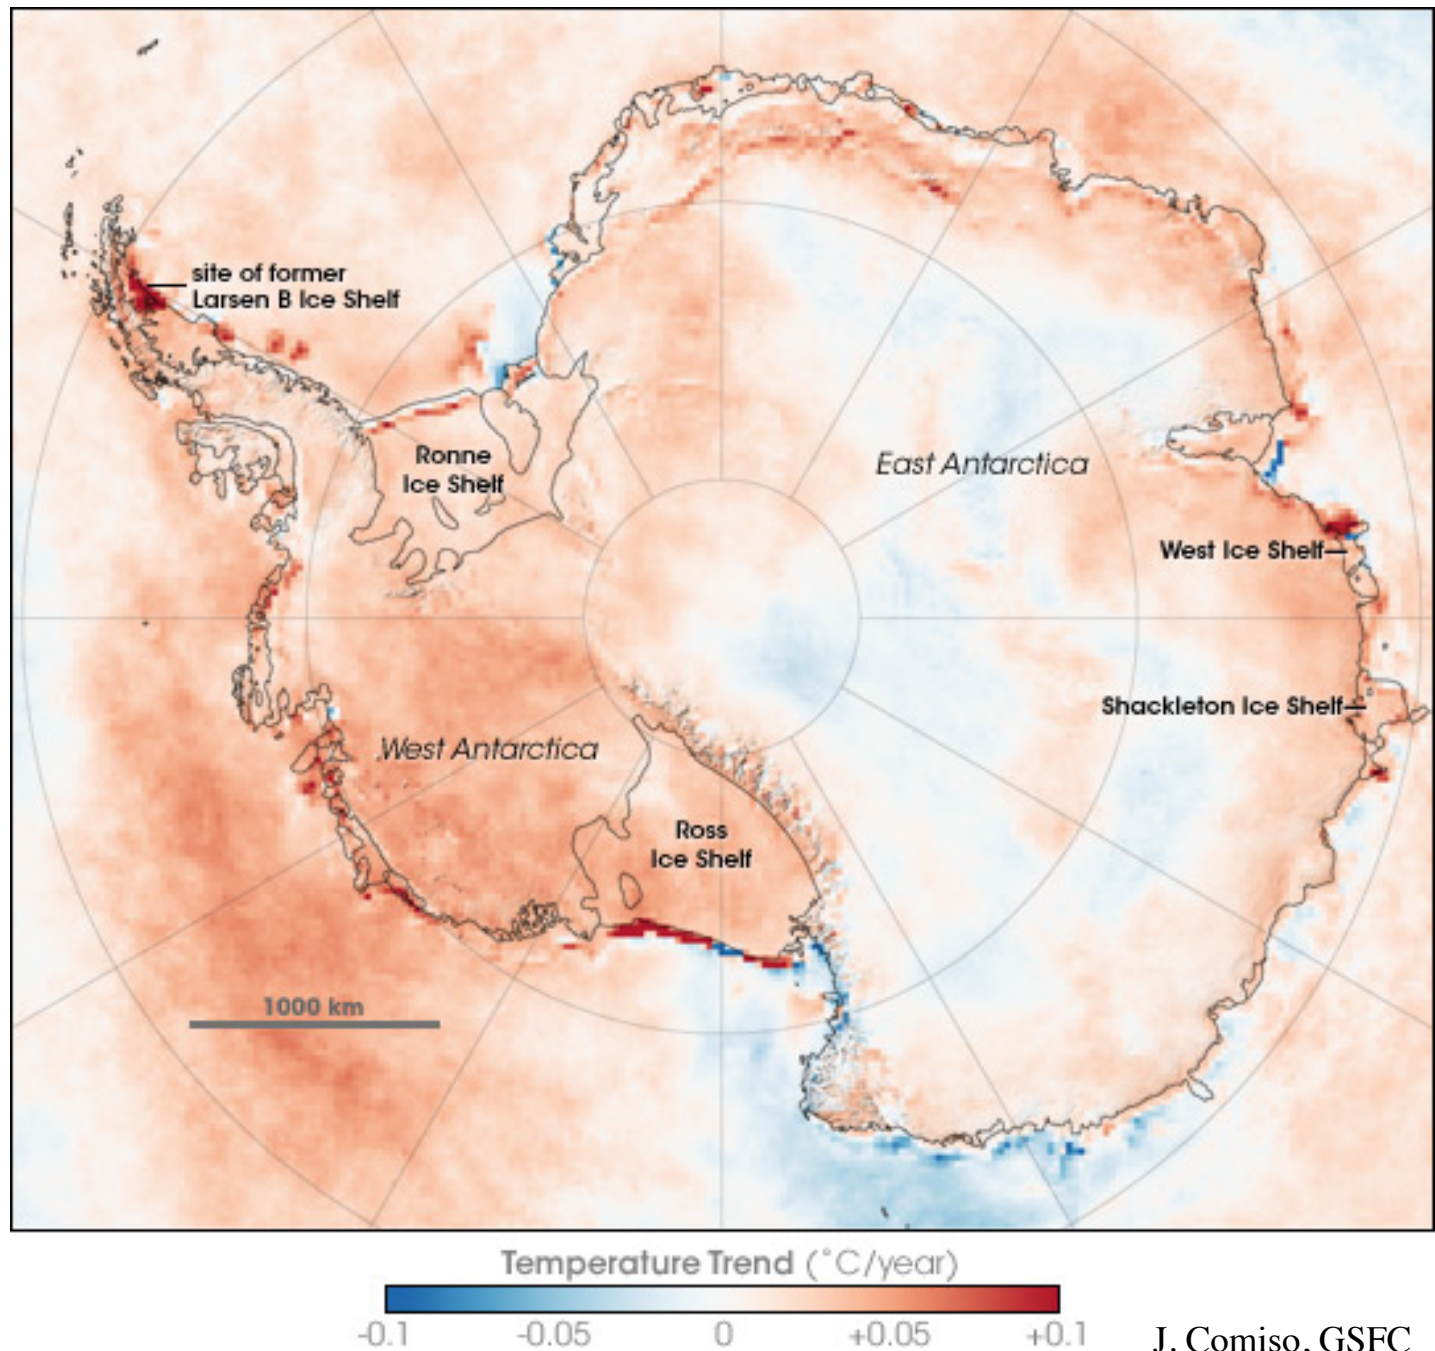 site of former
Larsen B Ice Shelf
Ronne
Ice Shelf
East Antarctica
West Ice Shelf
Shackleton Ice Shelf
West Antarctica
Ross
Ice Shelf
1000 km
Temperature Trend (°C/year)
-0.1 -0.05 0 +0.05 +0.1
J. Comiso, GSFC